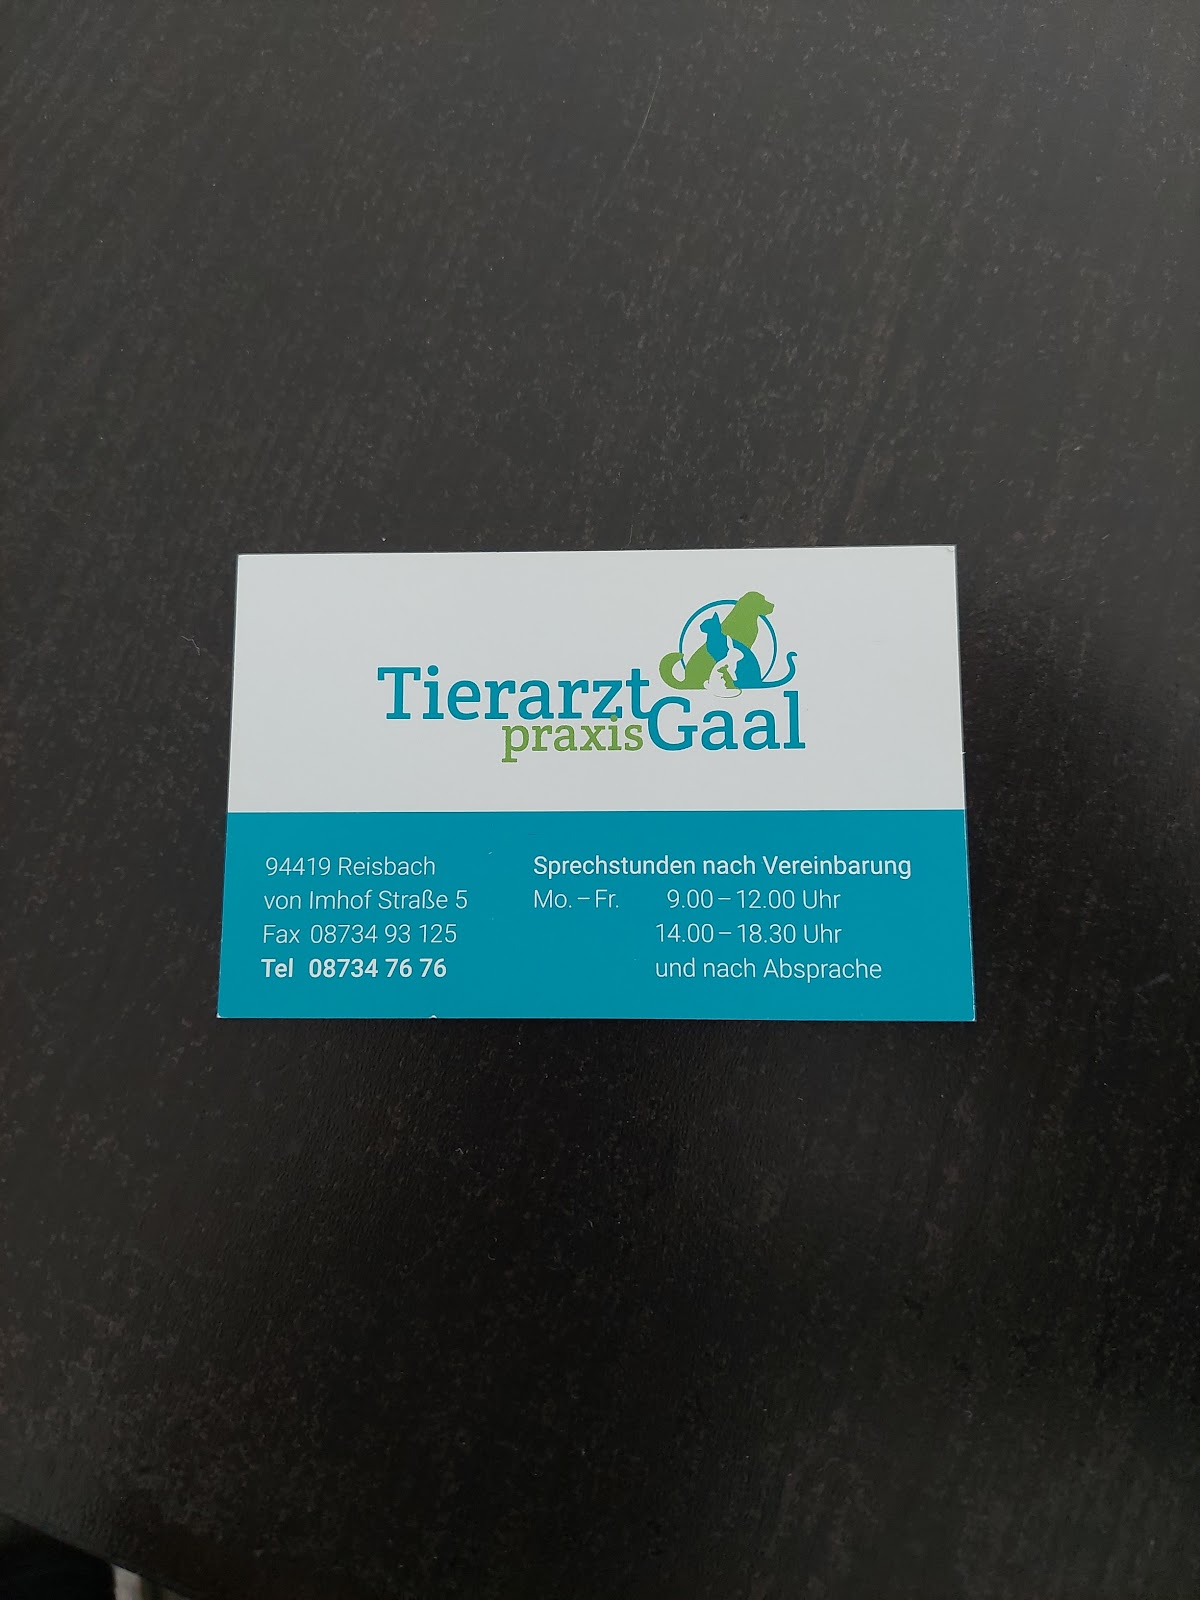 Tierarzt
praxis Gaal
94419 Reisbach
von Imhof Straße 5
Fax 08734 93 125
Tel 08734 76 76
Sprechstunden nach Vereinbarung
Mo. – Fr. 9.00 – 12.00 Uhr
14.00 – 18.30 Uhr
und nach Absprache